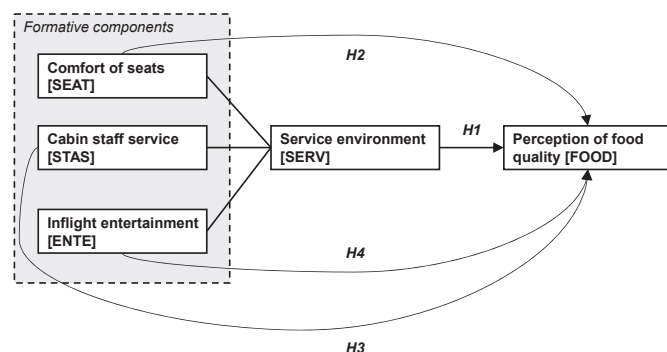 Formative components
Comfort of seats
[SEAT]
H2
Cabin staff service
[STAS]
Service environment
[SERV]
H1
Perception of food
quality [FOOD]
Inflight entertainment
[ENTE]
H4
H3